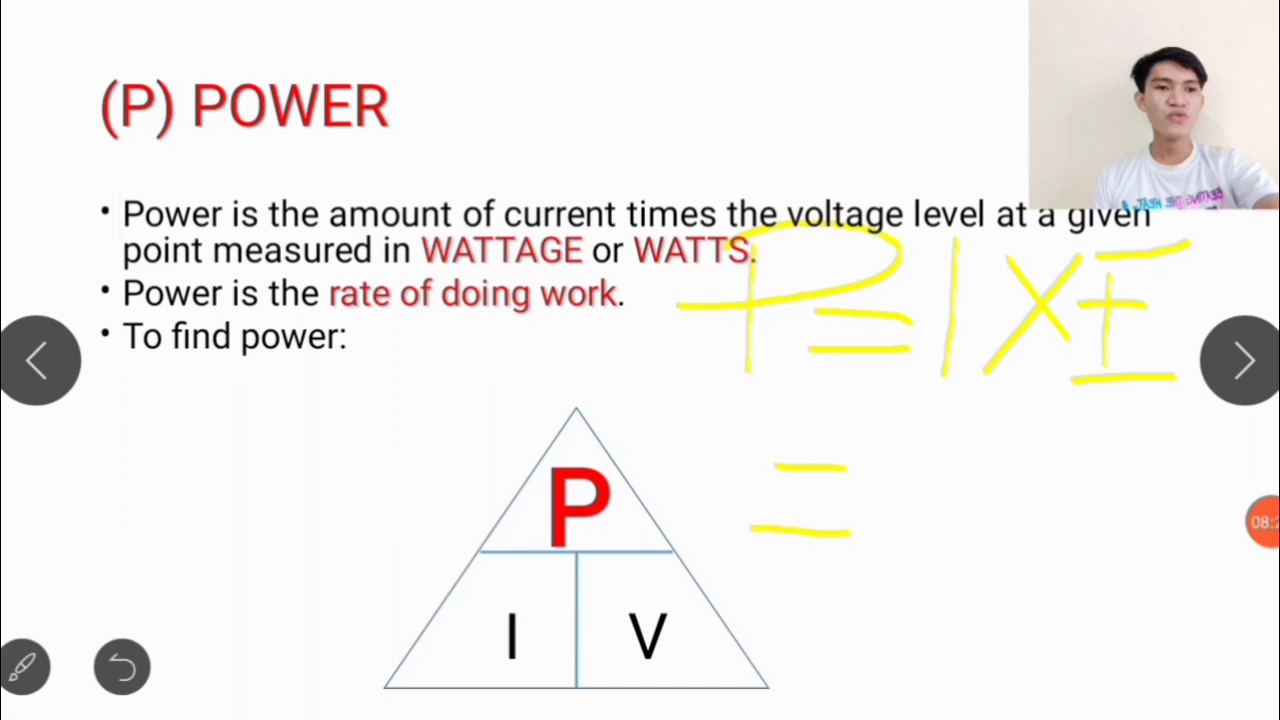 (P) POWER
• Power is the amount of current times the voltage level at a given
point measured in WATTAGE or WATTS.
• Power is the rate of doing work.
• To find power:
P = I X E
=
P
I V